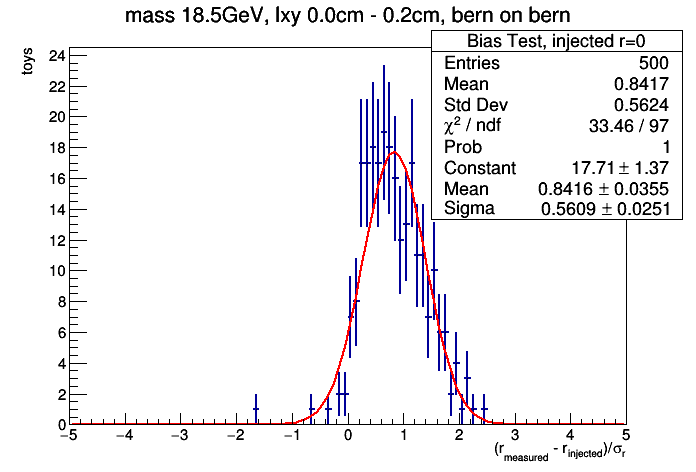 mass 18.5GeV, lxy 0.0cm - 0.2cm, bern on bern
Bias Test, injected r=0
Entries 500
Mean 0.8417
Std Dev 0.5624
χ² / ndf 33.46 / 97
Prob 1
Constant 17.71 ± 1.37
Mean 0.8416 ± 0.0355
Sigma 0.5609 ± 0.0251
toys
24
22
20
18
16
14
12
10
8
6
4
2
0
−5 −4 −3 −2 −1 0 1 2 3 4 5
(r_measured - r_injected)/σ_r